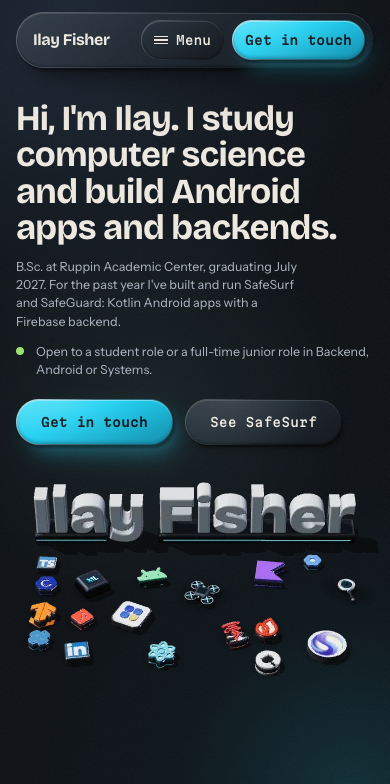 Ilay Fisher
Menu
Get in touch
Hi, I'm Ilay. I study
computer science
and build Android
apps and backends.
B.Sc. at Ruppin Academic Center, graduating July
2027. For the past year I've built and run SafeSurf
and SafeGuard: Kotlin Android apps with a
Firebase backend.
Open to a student role or a full-time junior role in Backend,
Android or Systems.
Get in touch
See SafeSurf
Ilay Fisher
TS
C
ML
in